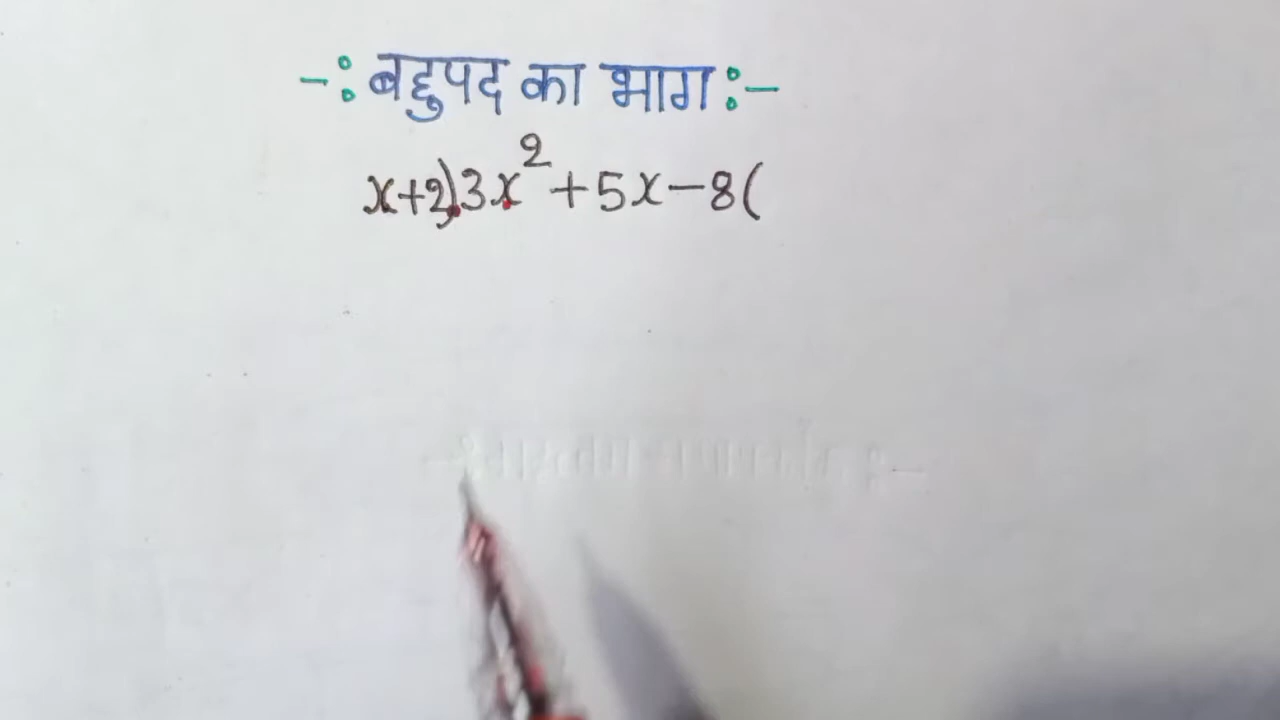 -: बहुपद का भाग :-
x+2)3x²+5x-8(